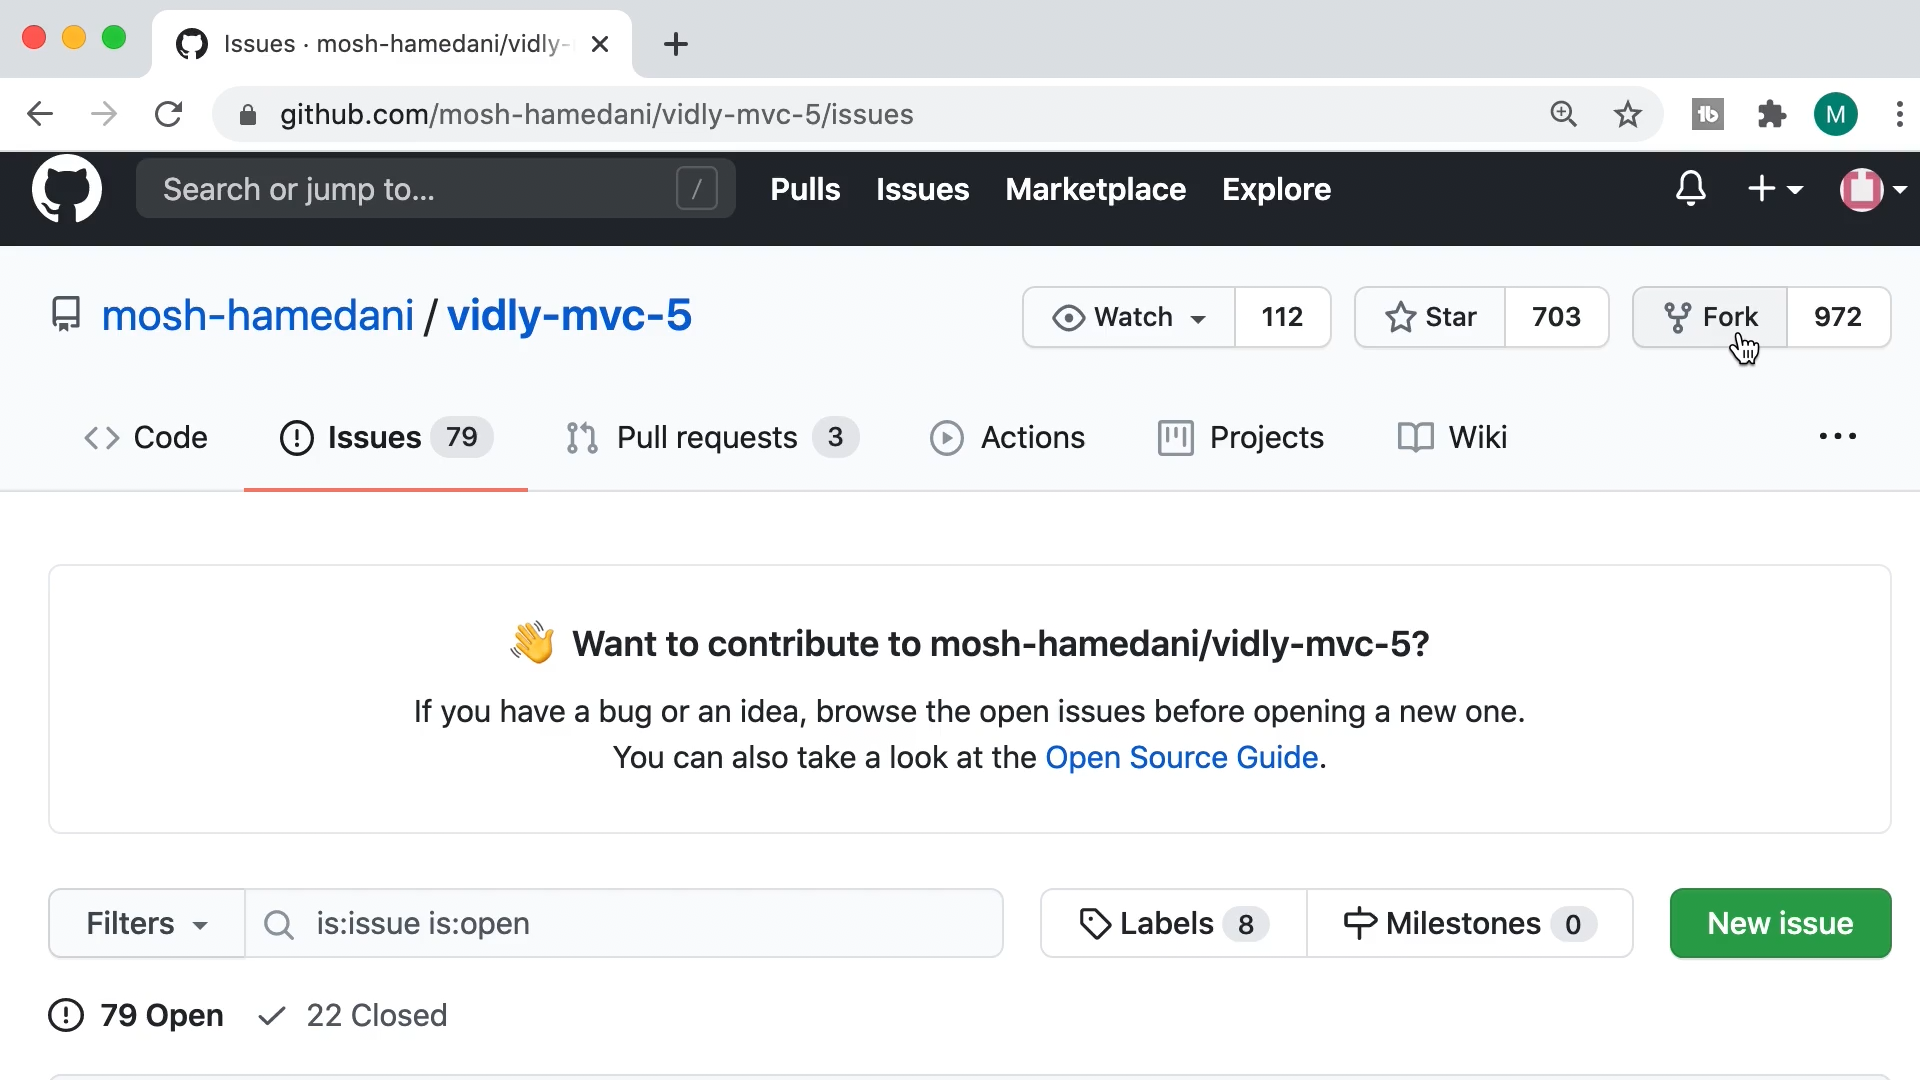 Issues · mosh-hamedani/vidly-
github.com/mosh-hamedani/vidly-mvc-5/issues
M
Search or jump to... /
Pulls Issues Marketplace Explore
mosh-hamedani / vidly-mvc-5
Watch 112 Star 703 Fork 972
Code Issues 79 Pull requests 3 Actions Projects Wiki
👋 Want to contribute to mosh-hamedani/vidly-mvc-5?
If you have a bug or an idea, browse the open issues before opening a new one.
You can also take a look at the Open Source Guide.
Filters is:issue is:open Labels 8 Milestones 0 New issue
79 Open 22 Closed